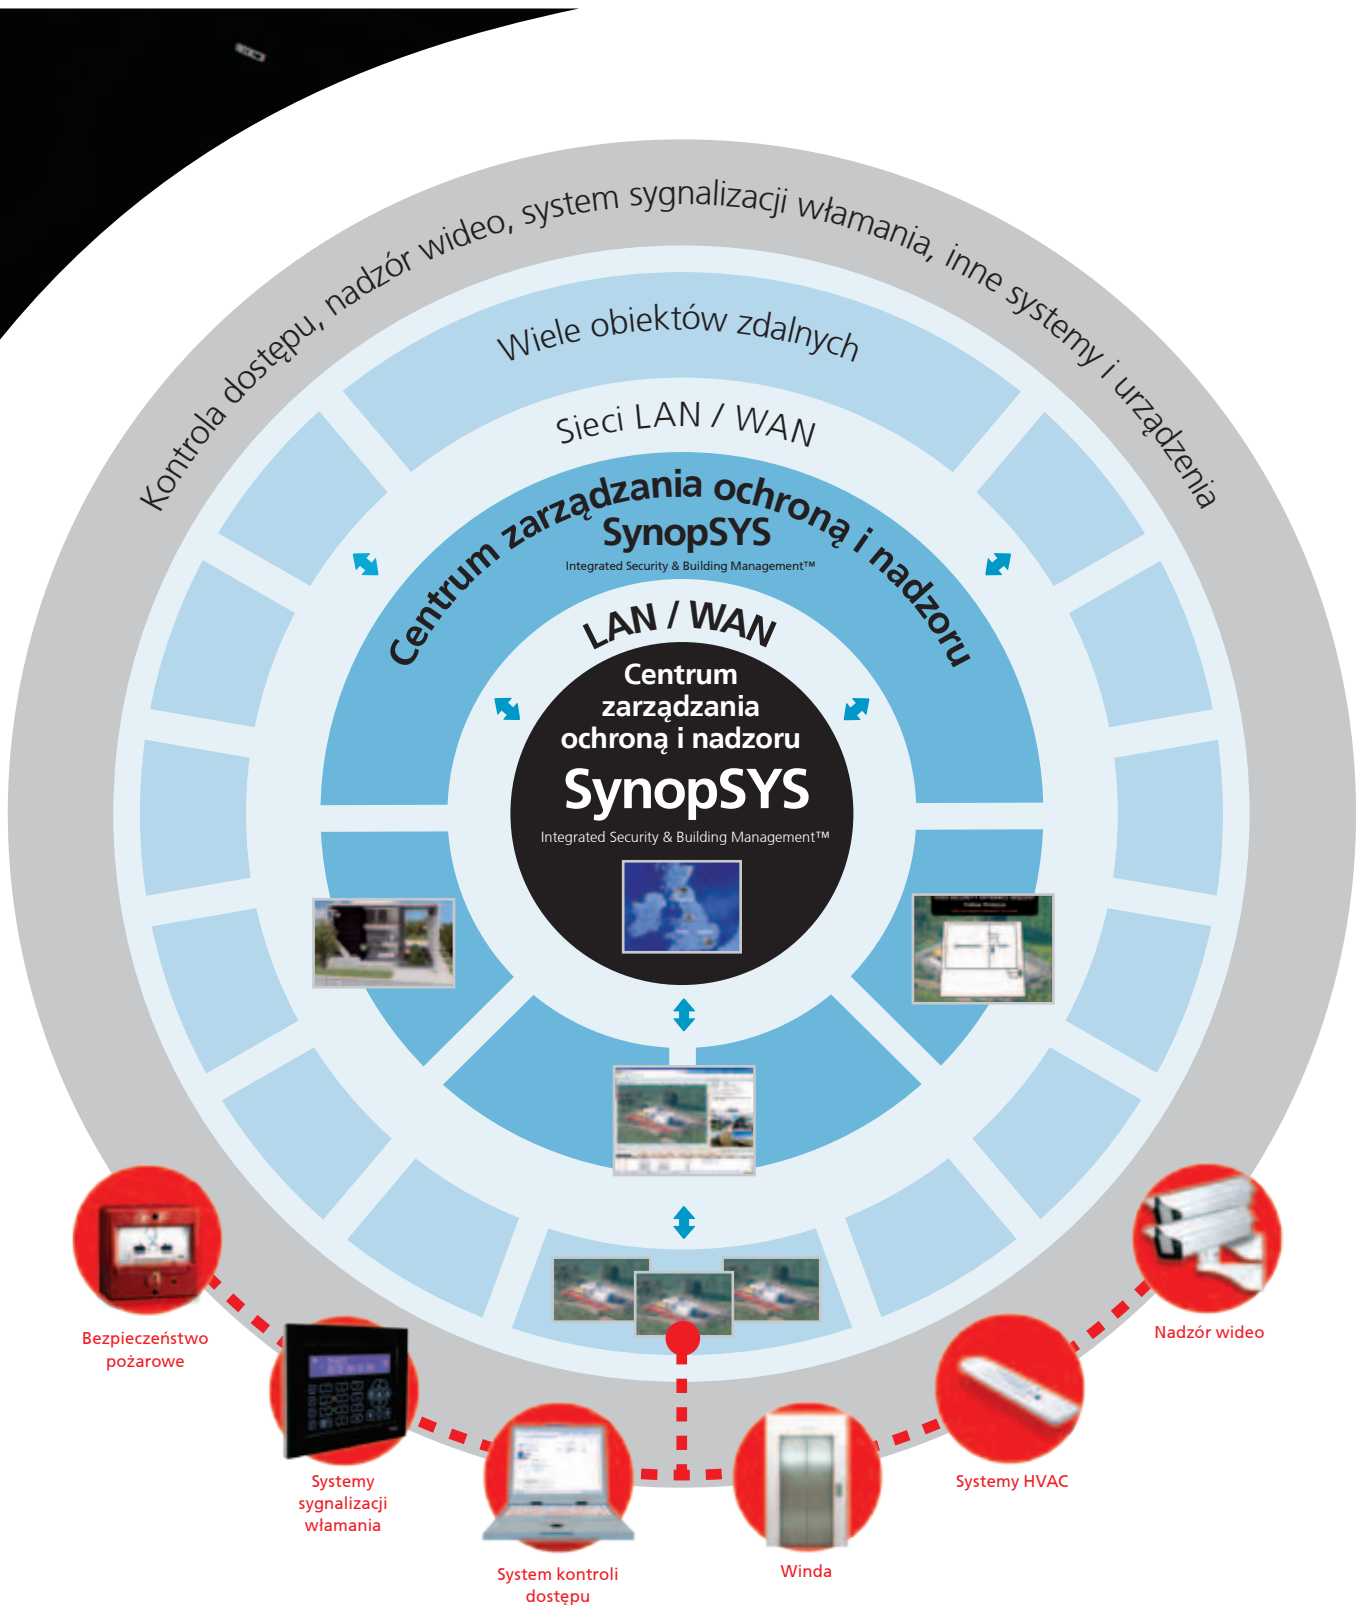 Kontrola dostępu, nadzór wideo, system sygnalizacji włamania, inne systemy i urządzenia
Wiele obiektów zdalnych
Sieci LAN / WAN
Centrum zarządzania ochroną i nadzoru
SynopSYS
Integrated Security & Building Management™
LAN / WAN
Centrum
zarządzania
ochroną i nadzoru
SynopSYS
Integrated Security & Building Management™
Bezpieczeństwo
pożarowe
Systemy
sygnalizacji
włamania
System kontroli
dostępu
Winda
Systemy HVAC
Nadzór wideo